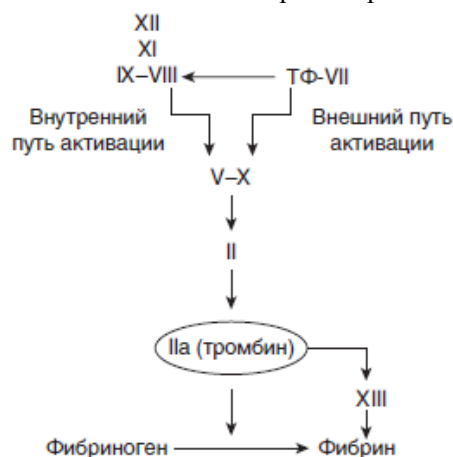 XII
XI
IX–VIII
ТФ-VII
Внутренний
путь активации
Внешний путь
активации
V–X
II
IIa (тромбин)
XIII
Фибриноген
Фибрин